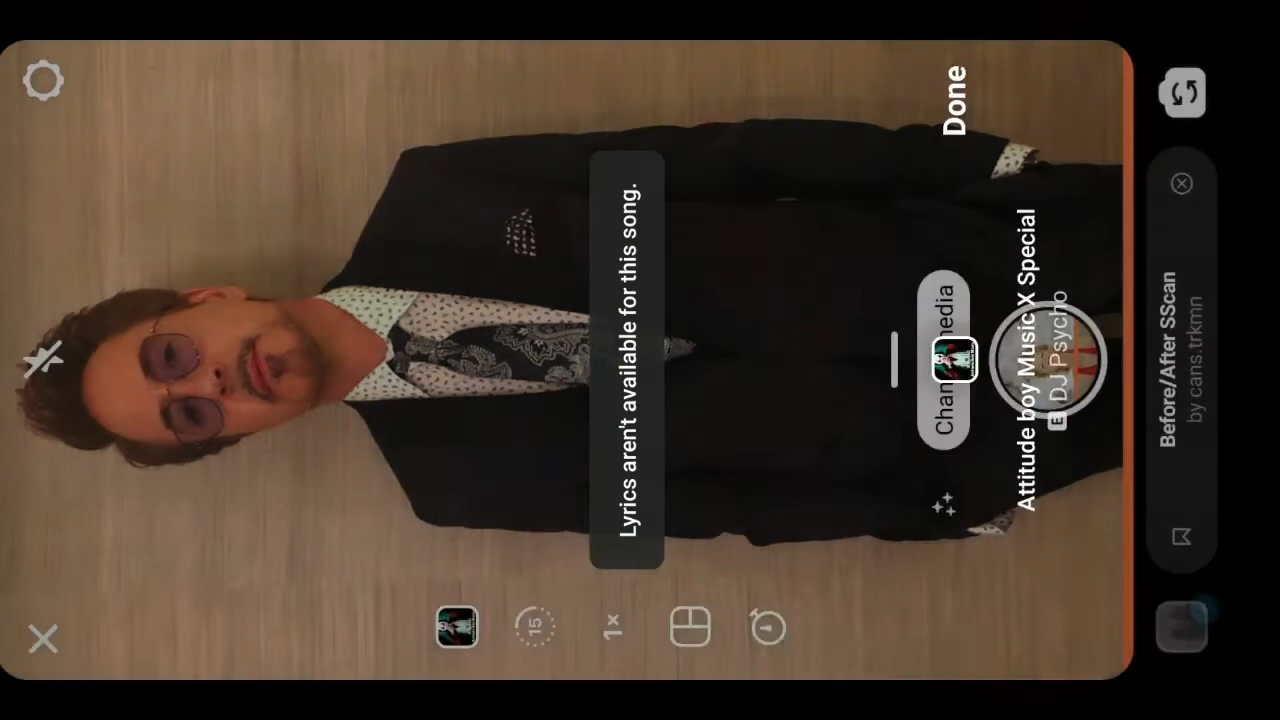 15
1×
Lyrics aren't available for this song.
Done
Attitude boy Music X Special
E DJ Psycho
Before/After SScan
by cans.trkmn